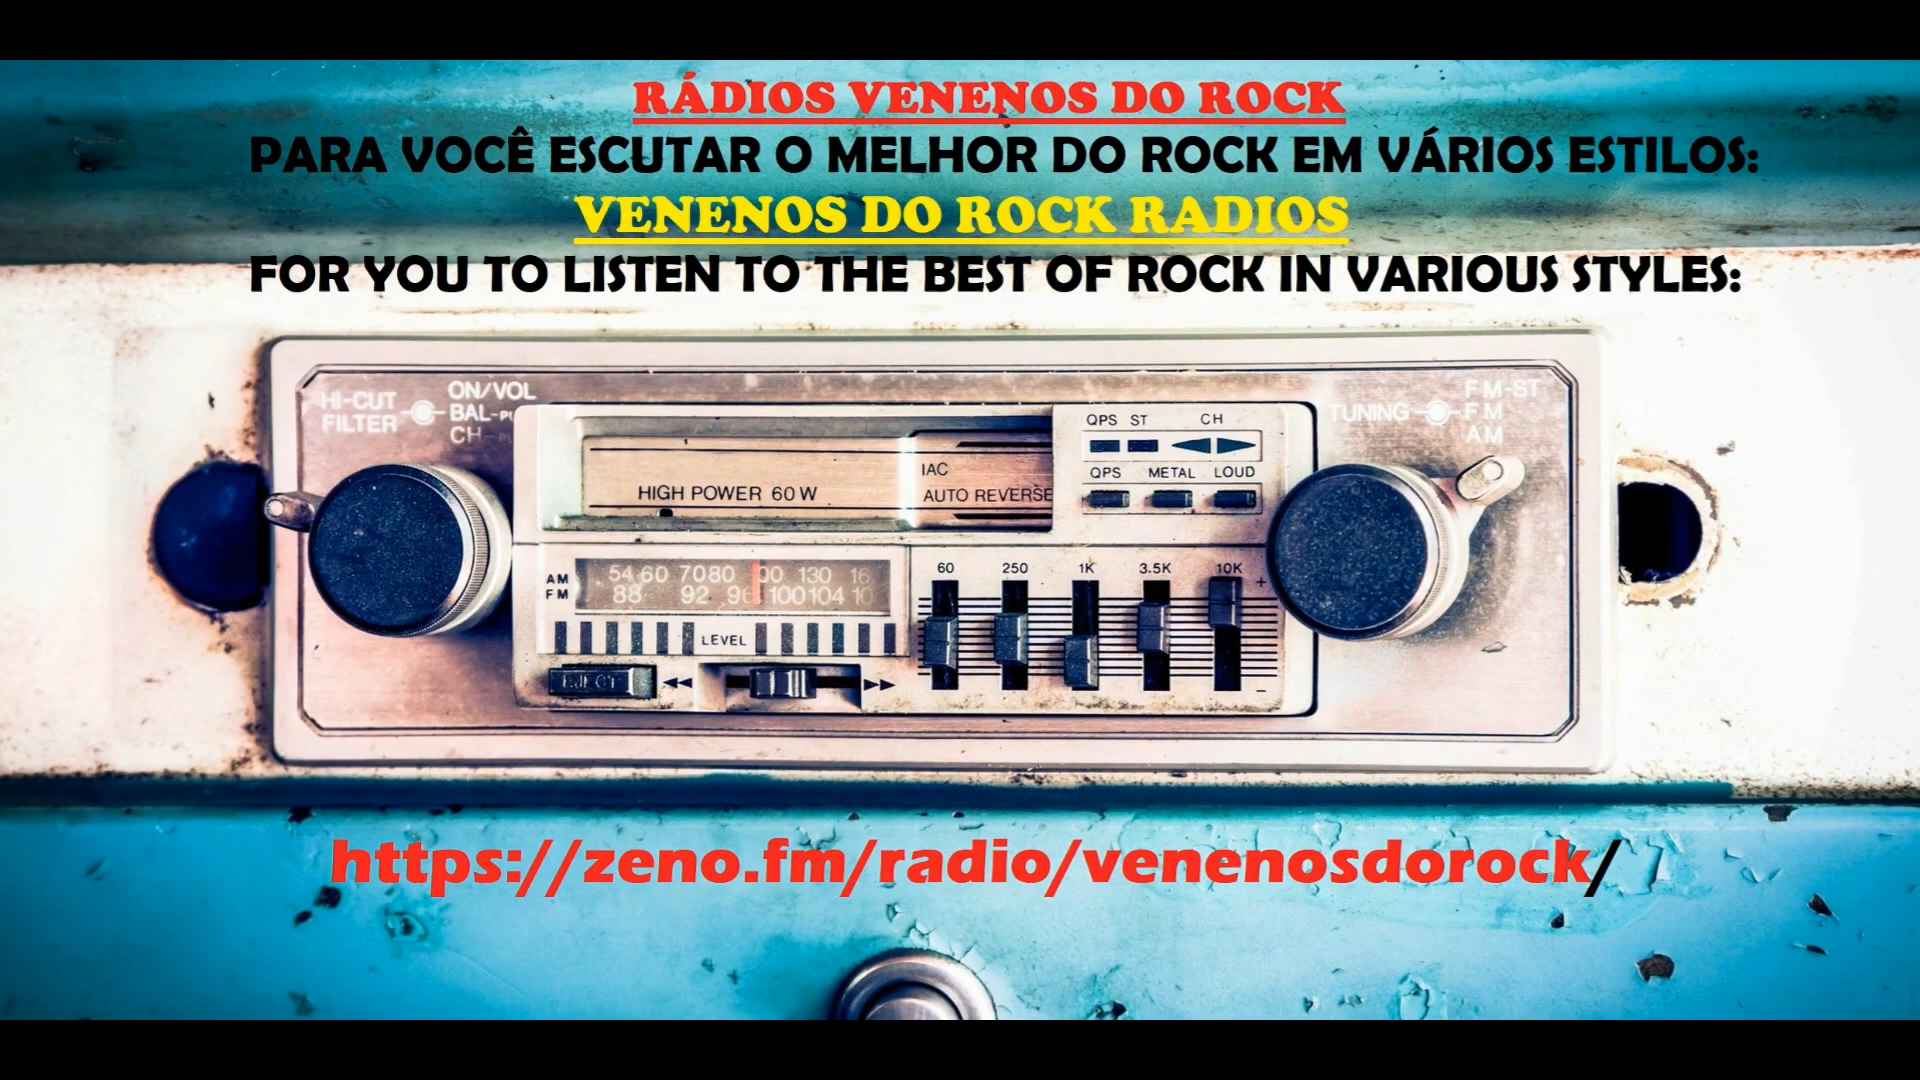 RÁDIOS VENENOS DO ROCK
PARA VOCÊ ESCUTAR O MELHOR DO ROCK EM VÁRIOS ESTILOS:
VENENOS DO ROCK RADIOS
FOR YOU TO LISTEN TO THE BEST OF ROCK IN VARIOUS STYLES:
HI-CUT FILTER
ON/VOL
BAL-
CH-
HIGH POWER 60 W
IAC
AUTO REVERSE
QPS ST CH
QPS METAL LOUD
TUNING
FM-ST
FM
AM
AM 54 60 70 80 130 16
FM 88 92 100 104 10
LEVEL
EJECT
60 250 1K 3.5K 10K
+
−
https://zeno.fm/radio/venenosdorock/